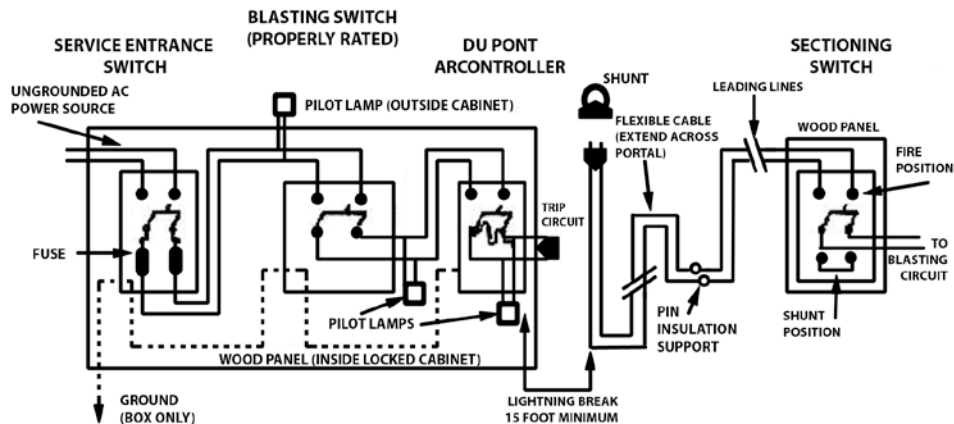 BLASTING SWITCH
(PROPERLY RATED)
SERVICE ENTRANCE
SWITCH
DU PONT
ARCONTROLLER
SECTIONING
SWITCH
UNGROUNDED AC
POWER SOURCE
PILOT LAMP (OUTSIDE CABINET)
SHUNT
LEADING LINES
FLEXIBLE CABLE
(EXTEND ACROSS
PORTAL)
WOOD PANEL
FIRE
POSITION
TRIP
CIRCUIT
FUSE
TO
BLASTING
CIRCUIT
PILOT LAMPS
PIN
INSULATION
SUPPORT
SHUNT
POSITION
WOOD PANEL (INSIDE LOCKED CABINET)
GROUND
(BOX ONLY)
LIGHTNING BREAK
15 FOOT MINIMUM